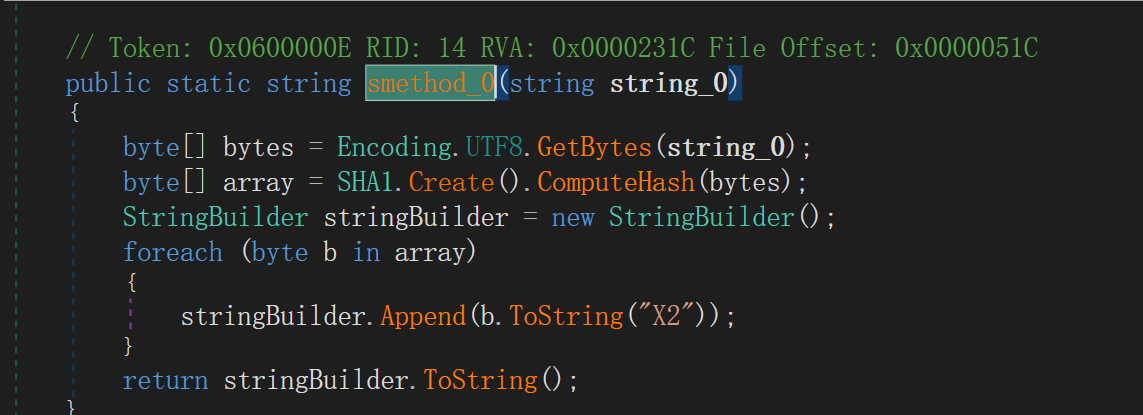 // Token: 0x0600000E RID: 14 RVA: 0x0000231C File Offset: 0x0000051C
public static string smethod_0(string string_0)
{
byte[] bytes = Encoding.UTF8.GetBytes(string_0);
byte[] array = SHA1.Create().ComputeHash(bytes);
StringBuilder stringBuilder = new StringBuilder();
foreach (byte b in array)
{
stringBuilder.Append(b.ToString("X2"));
}
return stringBuilder.ToString();
}